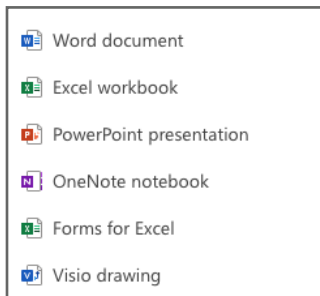 Word document
Excel workbook
PowerPoint presentation
OneNote notebook
Forms for Excel
Visio drawing